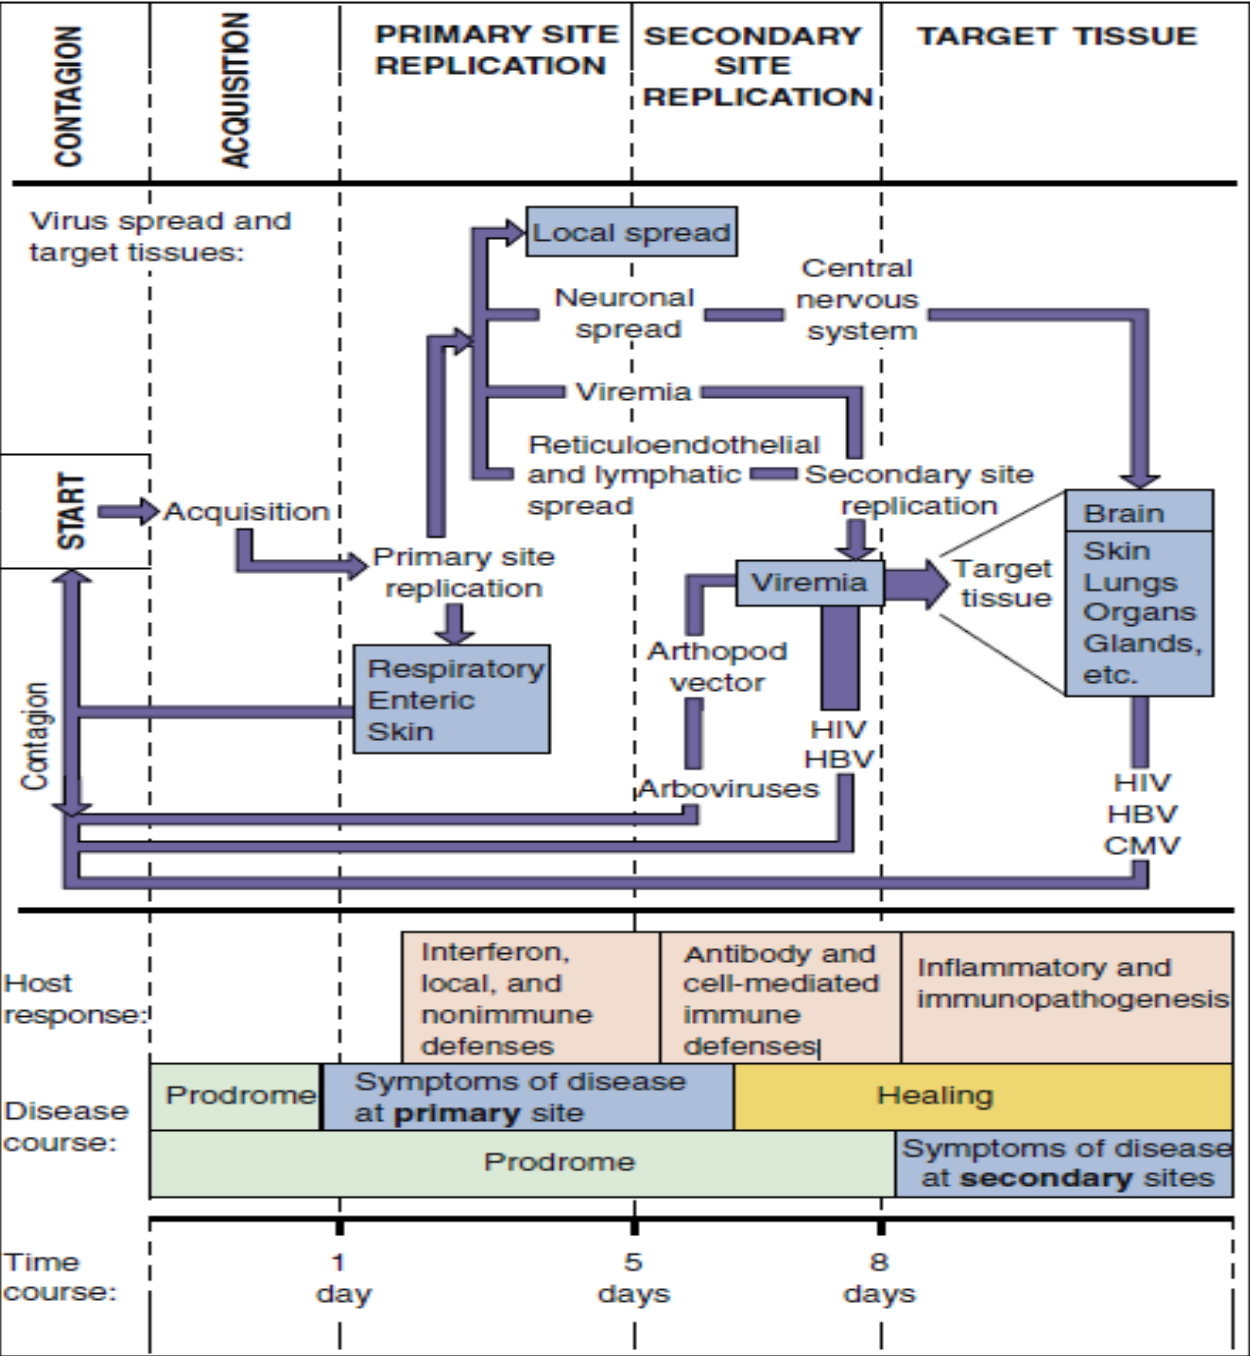 CONTAGION
ACQUISITION
PRIMARY SITE
REPLICATION
SECONDARY
SITE
REPLICATION
TARGET TISSUE
Virus spread and
target tissues:
Local spread
Neuronal
spread
Central
nervous
system
Viremia
Reticuloendothelial
and lymphatic
spread
Secondary site
replication
START
Acquisition
Primary site
replication
Respiratory
Enteric
Skin
Viremia
Target
tissue
Brain
Skin
Lungs
Organs
Glands,
etc.
Arthopod
vector
Arboviruses
HIV
HBV
HIV
HBV
CMV
Contagion
Host
response:
Interferon,
local, and
nonimmune
defenses
Antibody and
cell-mediated
immune
defenses
Inflammatory and
immunopathogenesis
Disease
course:
Prodrome
Symptoms of disease
at primary site
Healing
Prodrome
Symptoms of disease
at secondary sites
Time
course:
1
day
5
days
8
days